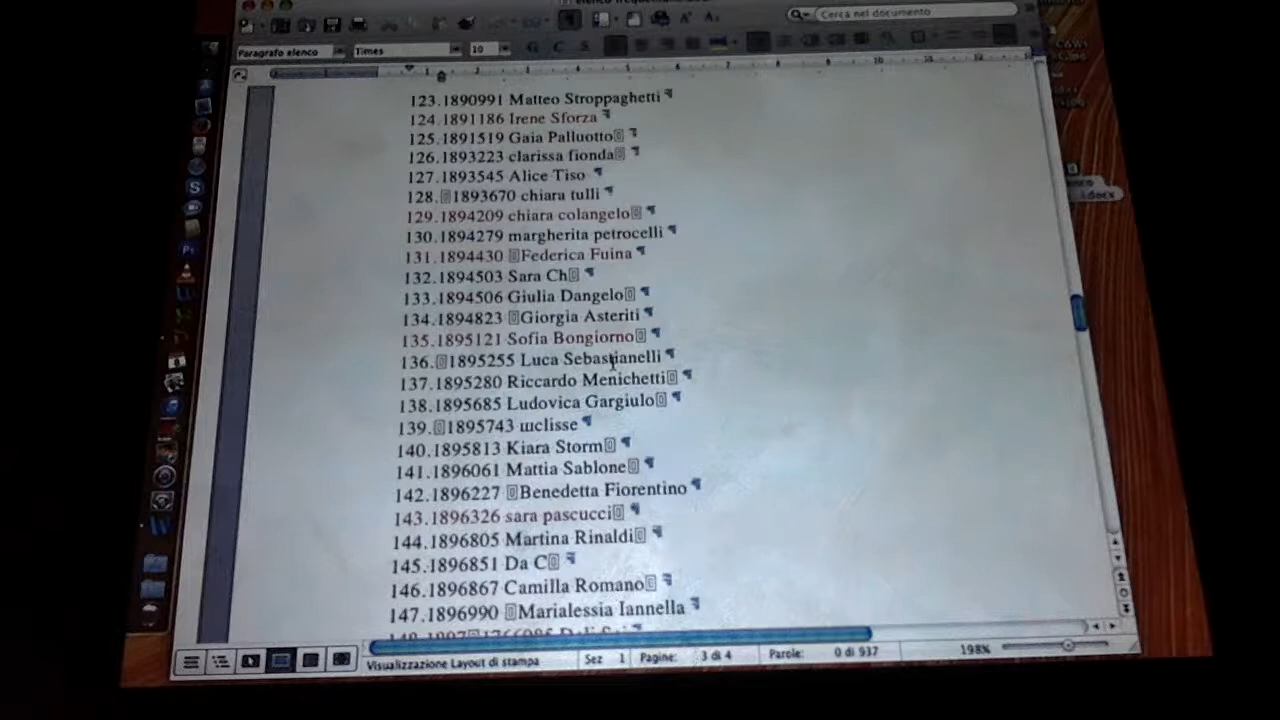 Cerca nel documento
Paragrafo elenco Times 10
123.1890991 Matteo Stroppaghetti
124.1891186 Irene Sforza
125.1891519 Gaia Palluotto
126.1893223 clarissa fionda
127.1893545 Alice Tiso
128.1893670 chiara tulli
129.1894209 chiara colangelo
130.1894279 margherita petrocelli
131.1894430 Federica Fuina
132.1894503 Sara Ch
133.1894506 Giulia Dangelo
134.1894823 Giorgia Asteriti
135.1895121 Sofia Bongiorno
136.1895255 Luca Sebastianelli
137.1895280 Riccardo Menichetti
138.1895685 Ludovica Gargiulo
139.1895743 шclisse
140.1895813 Kiara Storm
141.1896061 Mattia Sablone
142.1896227 Benedetta Fiorentino
143.1896326 sara pascucci
144.1896805 Martina Rinaldi
145.1896851 Da C
146.1896867 Camilla Romano
147.1896990 Marialessia Iannella
Visualizzazione Layout di stampa Sez 1 Pagine: 3 di 4 Parole: 0 di 937 198%